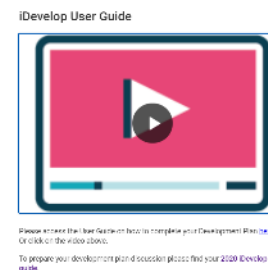 iDevelop User Guide
Please access the User Guide on how to complete your Development Plan he
Or click on the video above.
To prepare your development plan discussion please find your 2020 iDevelop
guide